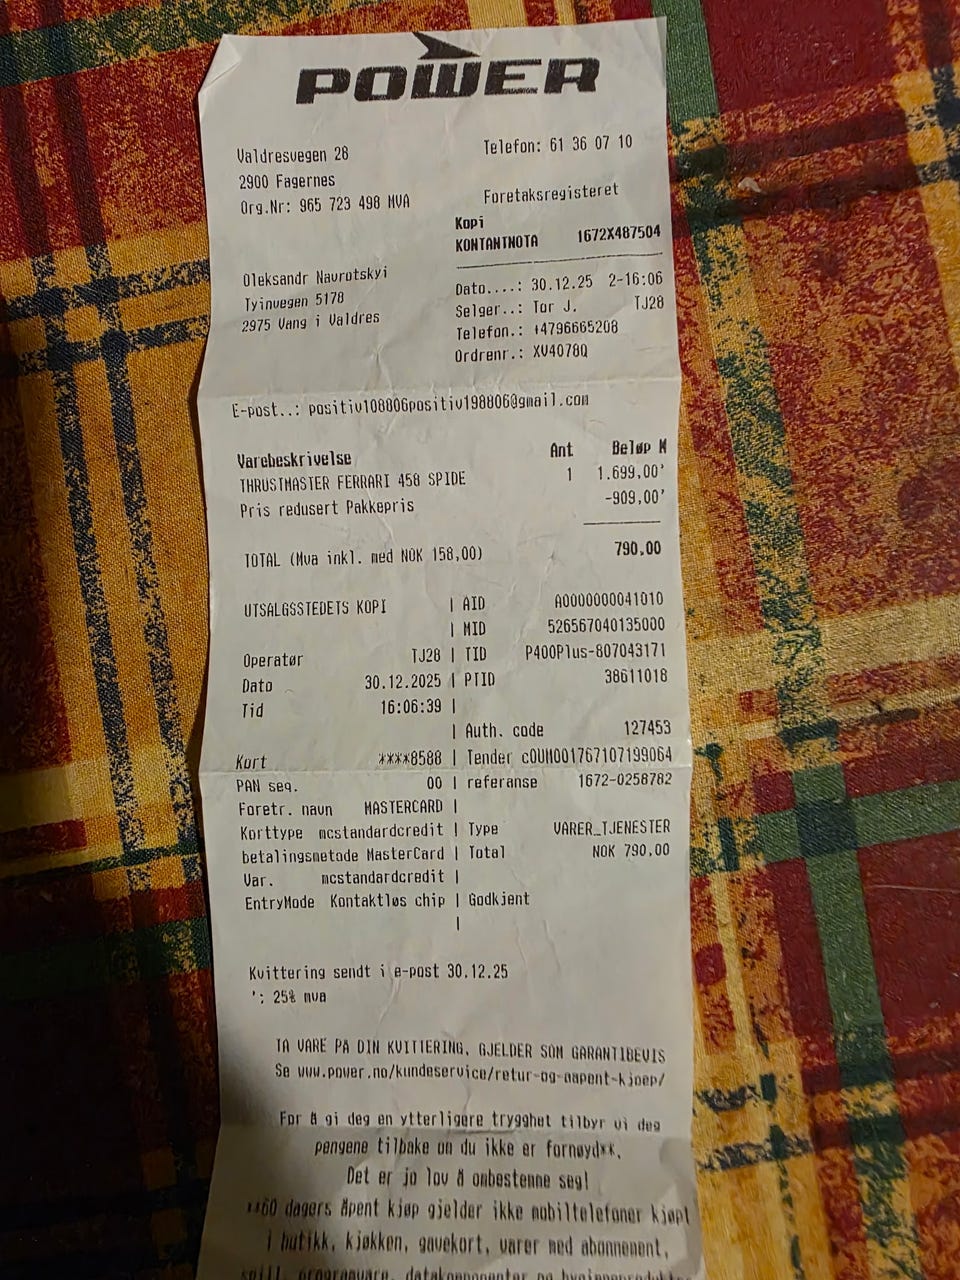 POWER
Valdresvegen 28
2900 Fagernes
Org.Nr: 965 723 498 MVA
Telefon: 61 36 07 10
Foretaksregisteret
Kopi
KONTANTNOTA 1672X487504
Oleksandr Navrotskyi
Tyinvegen 5178
2975 Vang i Valdres
Dato....: 30.12.25 2-16:06
Selger..: Tor J. TJ28
Telefon.: +4796665208
Ordrenr.: XV4078Q
E-post..: positiv108806positiv198806@gmail.com
Varebeskrivelse Ant Beløp M
THRUSTMASTER FERRARI 458 SPIDE 1 1.699,00'
Pris redusert Pakkepris -909,00'
TOTAL (Mva inkl. med NOK 158,00) 790,00
UTSALGSSTEDETS KOPI | AID A0000000041010
| MID 526567040135000
Operatør TJ28 | TID P400Plus-807043171
Dato 30.12.2025 | PTID 38611018
Tid 16:06:39 |
| Auth. code 127453
Kort ****8588 | Tender cOUM001767107199064
PAN seq. 00 | referanse 1672-0258782
Foretr. navn MASTERCARD |
Korttype mcstandardcredit | Type VARER_TJENESTER
betalingsmetode MasterCard | Total NOK 790,00
Var. mcstandardcredit |
EntryMode Kontaktløs chip | Godkjent
|
Kvittering sendt i e-post 30.12.25
': 25% mva
TA VARE PÅ DIN KVITTERING, GJELDER SOM GARANTIBEVIS
Se www.power.no/kundeservice/retur-og-aapent-kjoep/
For å gi deg en ytterligere trygghet tilbyr vi deg
pengene tilbake om du ikke er fornøyd**.
Det er jo lov å ombestemme seg!
**60 dagers åpent kjøp gjelder ikke mobiltelefoner kjøpt
i butikk, kjøkken, gavekort, varer med abonnement,
spill, programvare, datakomponenter og hygieneprodukter